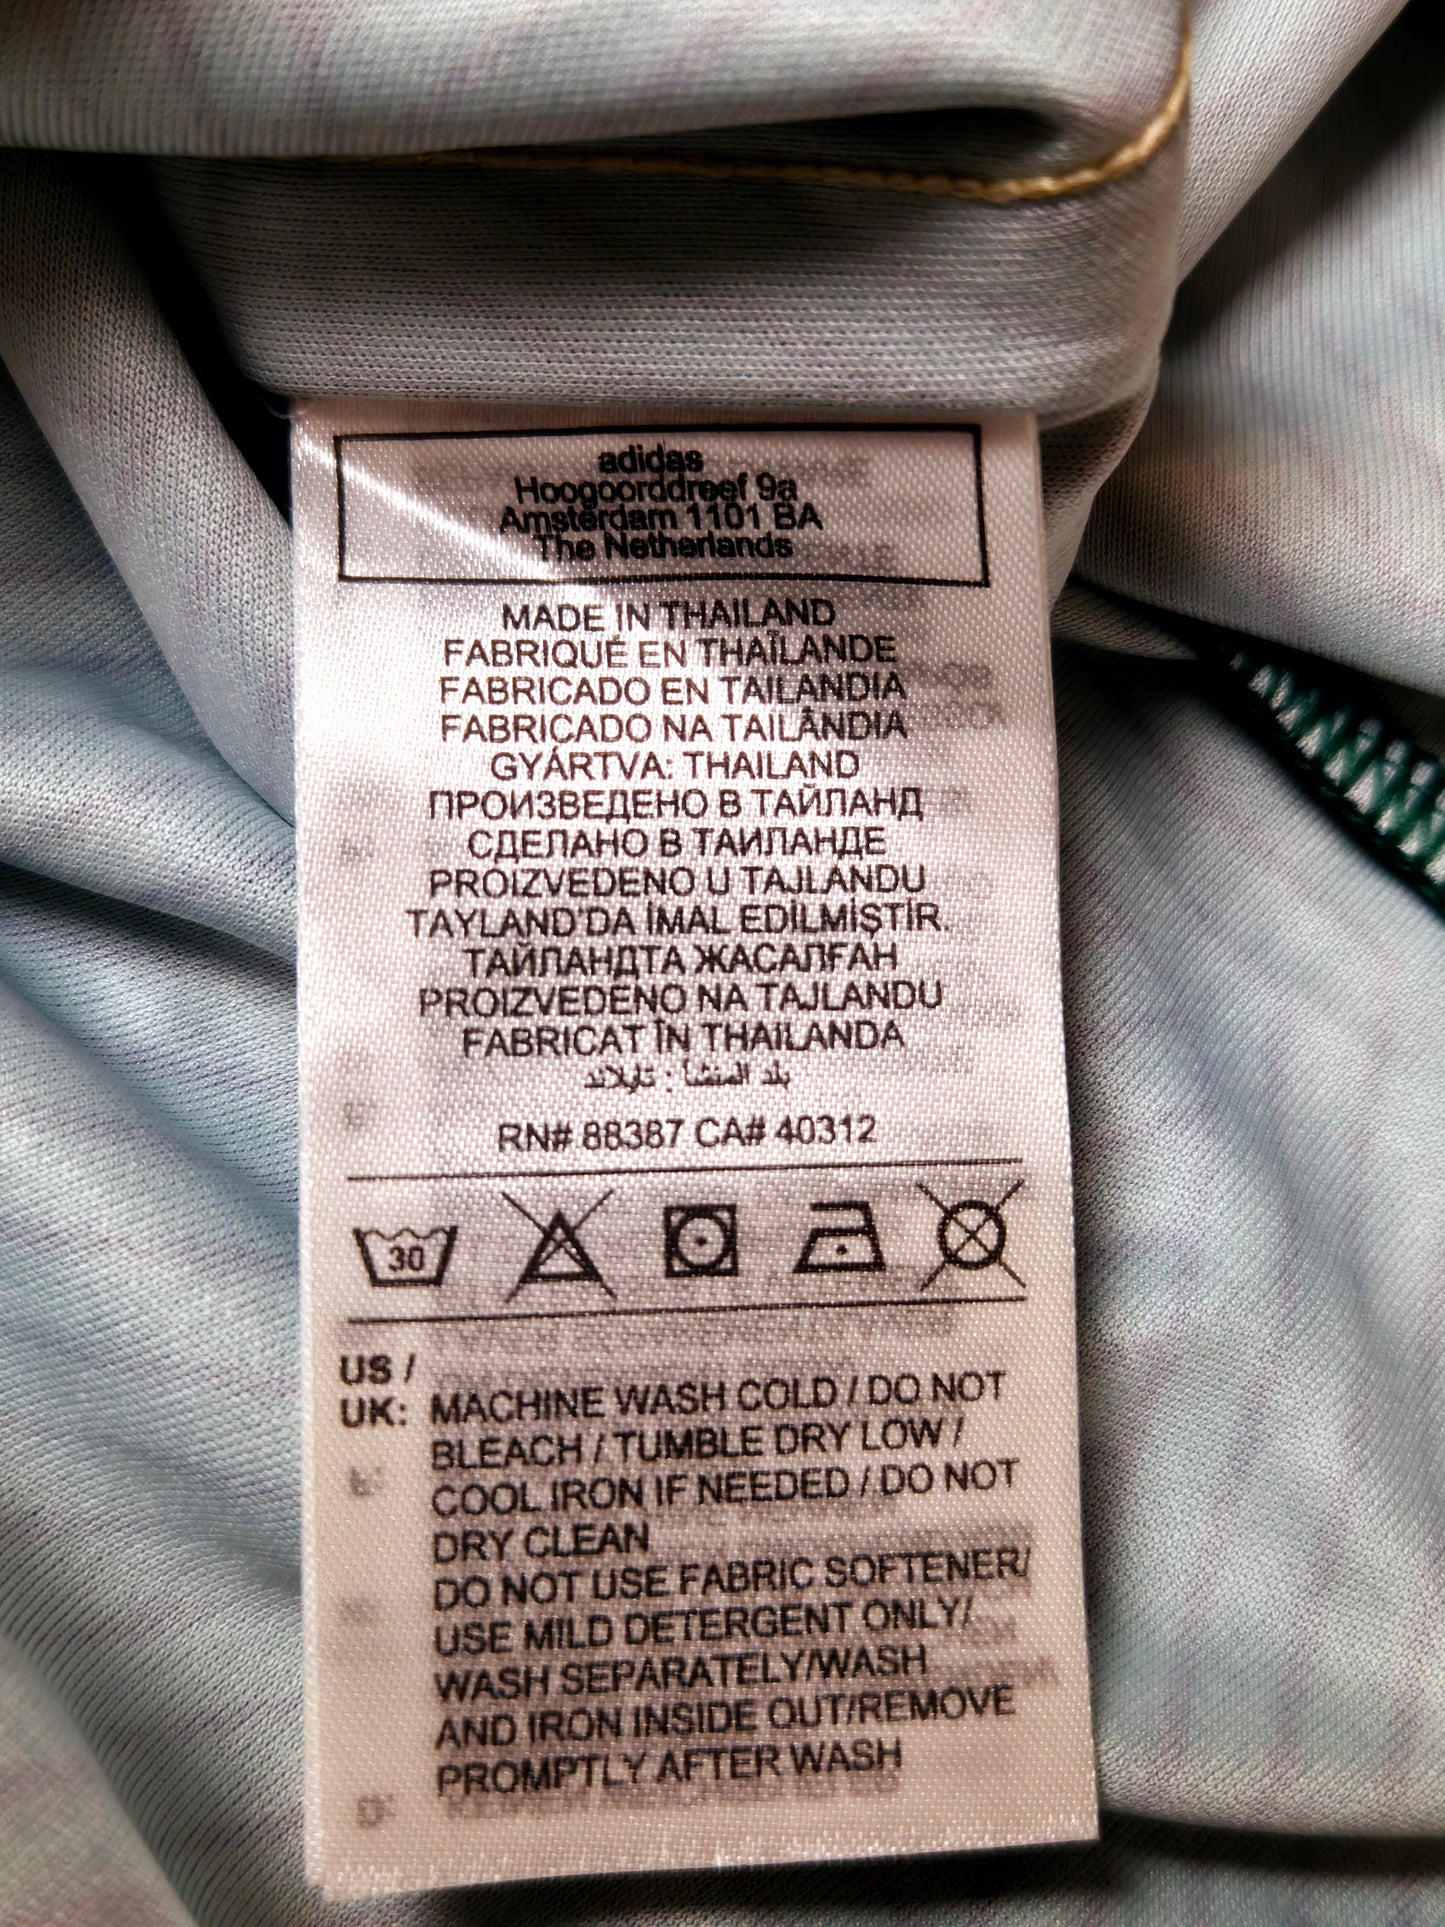 adidas
Hoogoorddreef 9a
Amsterdam 1101 BA
The Netherlands
MADE IN THAILAND
FABRIQUÉ EN THAÏLANDE
FABRICADO EN TAILANDIA
FABRICADO NA TAILÂNDIA
GYÁRTVA: THAILAND
ПРОИЗВЕДЕНО В ТАЙЛАНД
СДЕЛАНО В ТАИЛАНДЕ
PROIZVEDENO U TAJLANDU
TAYLAND'DA İMAL EDİLMİŞTİR.
ТАЙЛАНДТА ЖАСАЛҒАН
PROIZVEDENO NA TAJLANDU
FABRICAT ÎN THAILANDA
بلد المنشأ : تايلاند
RN# 88387 CA# 40312
30
US /
UK: MACHINE WASH COLD / DO NOT
BLEACH / TUMBLE DRY LOW /
COOL IRON IF NEEDED / DO NOT
DRY CLEAN
DO NOT USE FABRIC SOFTENER/
USE MILD DETERGENT ONLY/
WASH SEPARATELY/WASH
AND IRON INSIDE OUT/REMOVE
PROMPTLY AFTER WASH